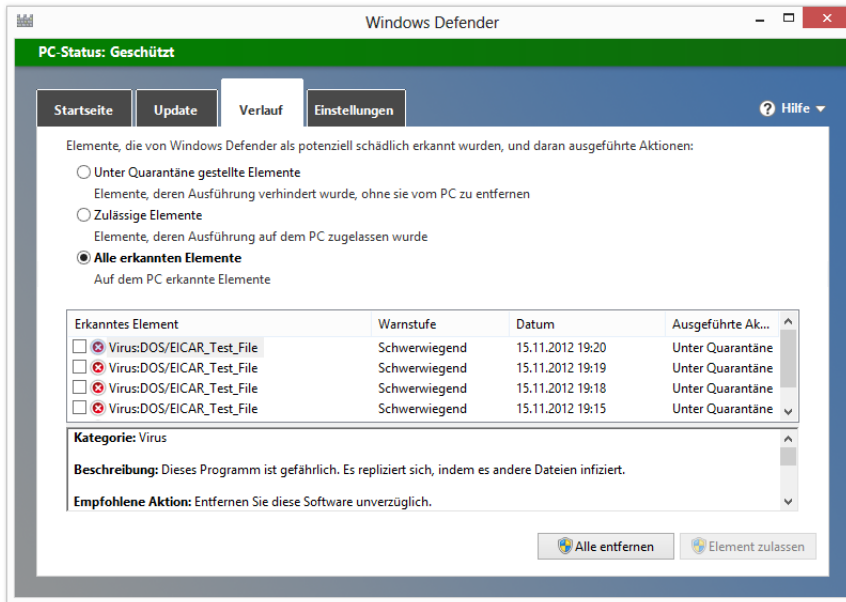 Windows Defender
PC-Status: Geschützt
Startseite Update Verlauf Einstellungen Hilfe
Elemente, die von Windows Defender als potenziell schädlich erkannt wurden, und daran ausgeführte Aktionen:
Unter Quarantäne gestellte Elemente
Elemente, deren Ausführung verhindert wurde, ohne sie vom PC zu entfernen
Zulässige Elemente
Elemente, deren Ausführung auf dem PC zugelassen wurde
Alle erkannten Elemente
Auf dem PC erkannte Elemente
Erkanntes Element Warnstufe Datum Ausgeführte Ak...
Virus:DOS/EICAR_Test_File Schwerwiegend 15.11.2012 19:20 Unter Quarantäne
Virus:DOS/EICAR_Test_File Schwerwiegend 15.11.2012 19:19 Unter Quarantäne
Virus:DOS/EICAR_Test_File Schwerwiegend 15.11.2012 19:18 Unter Quarantäne
Virus:DOS/EICAR_Test_File Schwerwiegend 15.11.2012 19:15 Unter Quarantäne
Kategorie: Virus
Beschreibung: Dieses Programm ist gefährlich. Es repliziert sich, indem es andere Dateien infiziert.
Empfohlene Aktion: Entfernen Sie diese Software unverzüglich.
Alle entfernen Element zulassen